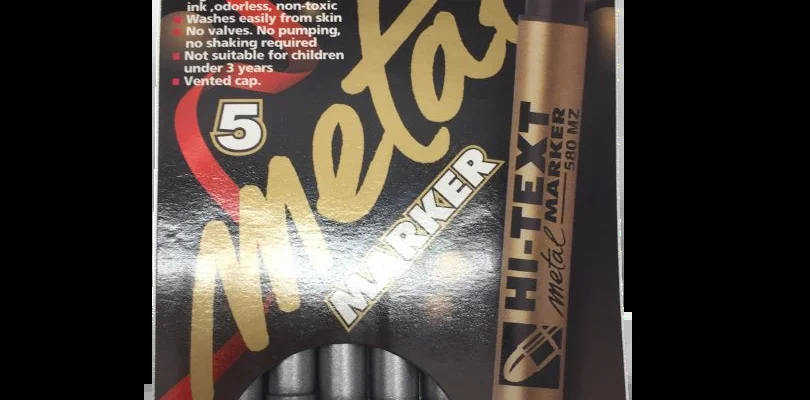 ink ,odorless, non-toxic
Washes easily from skin
No valves. No pumping,
no shaking required
Not suitable for children
under 3 years
Vented cap.
5
Metal
MARKER
HI-TEXT
metal MARKER
580 MZ